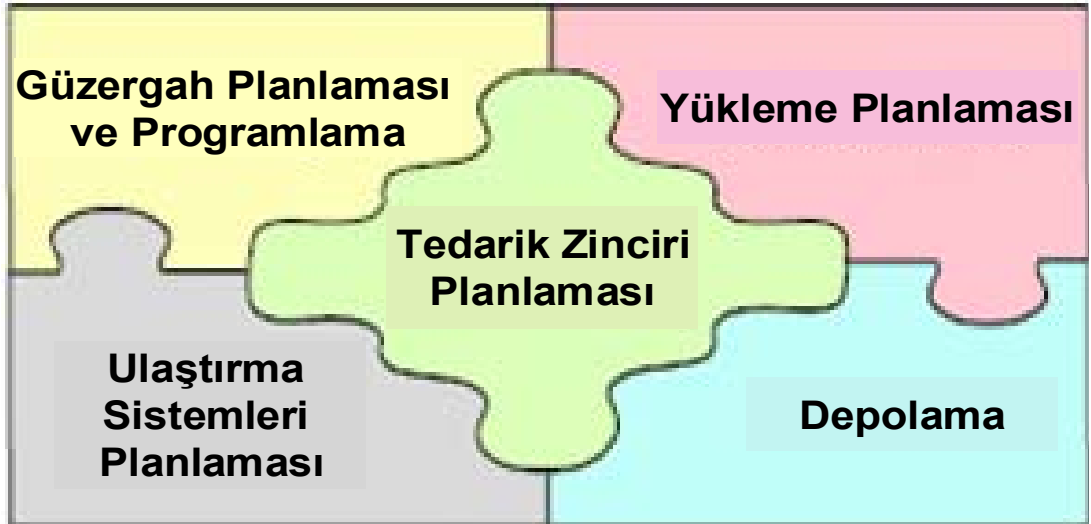 Güzergah Planlaması
ve Programlama
Yükleme Planlaması
Tedarik Zinciri
Planlaması
Ulaştırma
Sistemleri
Planlaması
Depolama